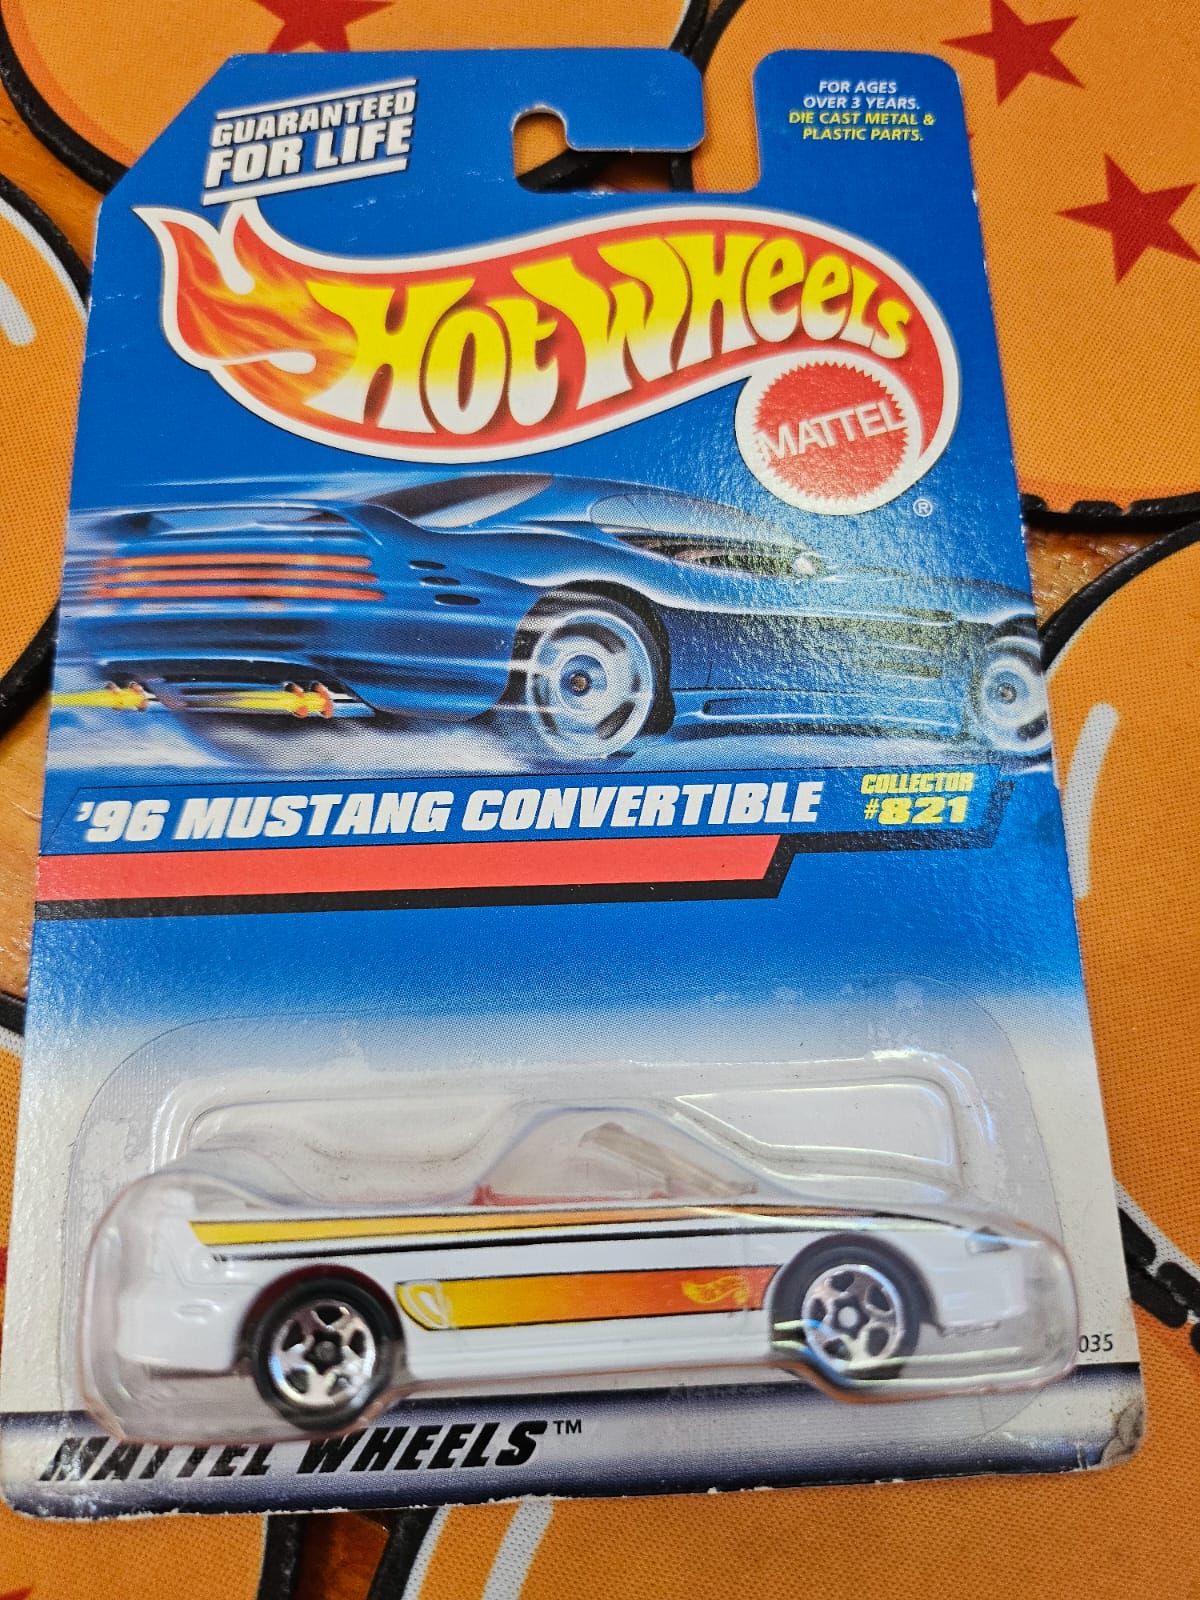 GUARANTEED
FOR LIFE
FOR AGES
OVER 3 YEARS.
DIE CAST METAL &
PLASTIC PARTS.
HOT WHEELS
MATTEL
®
'96 MUSTANG CONVERTIBLE
COLLECTOR
#821
035
MATTEL WHEELS™